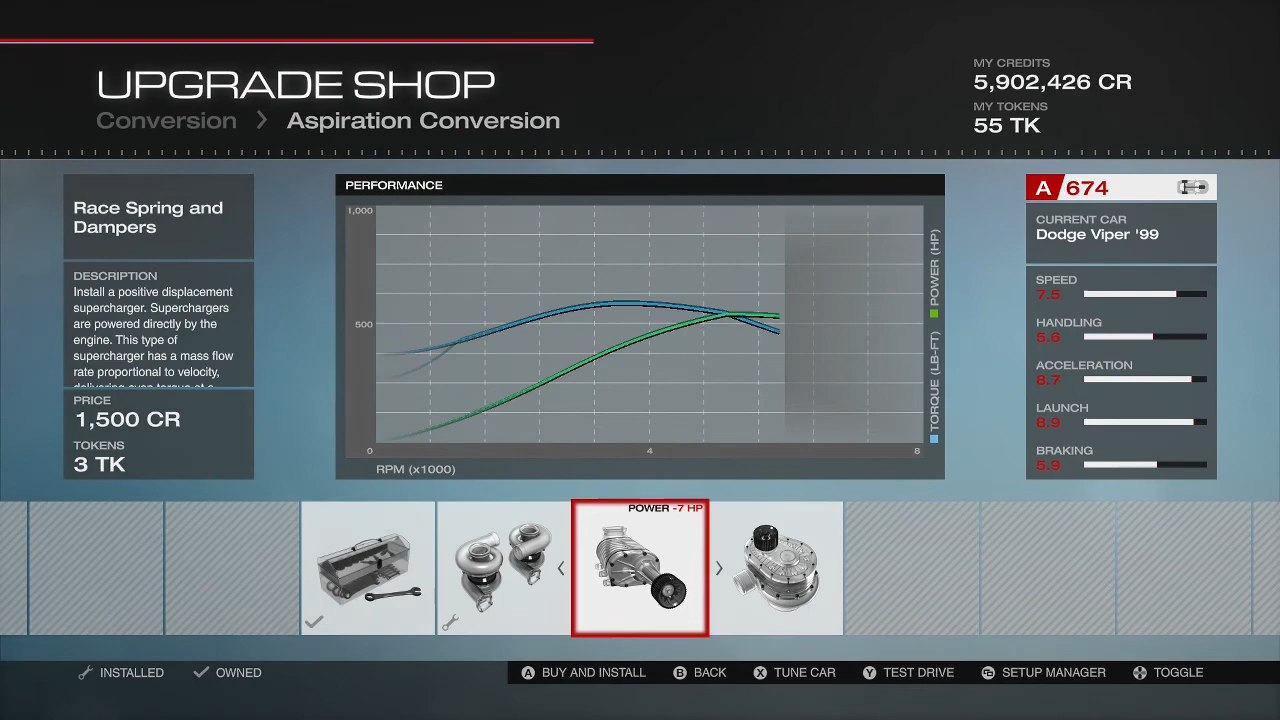 UPGRADE SHOP
Conversion > Aspiration Conversion
MY CREDITS
5,902,426 CR
MY TOKENS
55 TK
Race Spring and
Dampers
DESCRIPTION
Install a positive displacement
supercharger. Superchargers
are powered directly by the
engine. This type of
supercharger has a mass flow
rate proportional to velocity,
delivering even torque at a
PRICE
1,500 CR
TOKENS
3 TK
PERFORMANCE
1,000
500
0
4
8
RPM (x1000)
POWER (HP)
TORQUE (LB-FT)
A 674
CURRENT CAR
Dodge Viper '99
SPEED
7.5
HANDLING
5.6
ACCELERATION
8.7
LAUNCH
8.9
BRAKING
5.9
POWER -7 HP
INSTALLED
OWNED
A BUY AND INSTALL
B BACK
X TUNE CAR
Y TEST DRIVE
SETUP MANAGER
TOGGLE